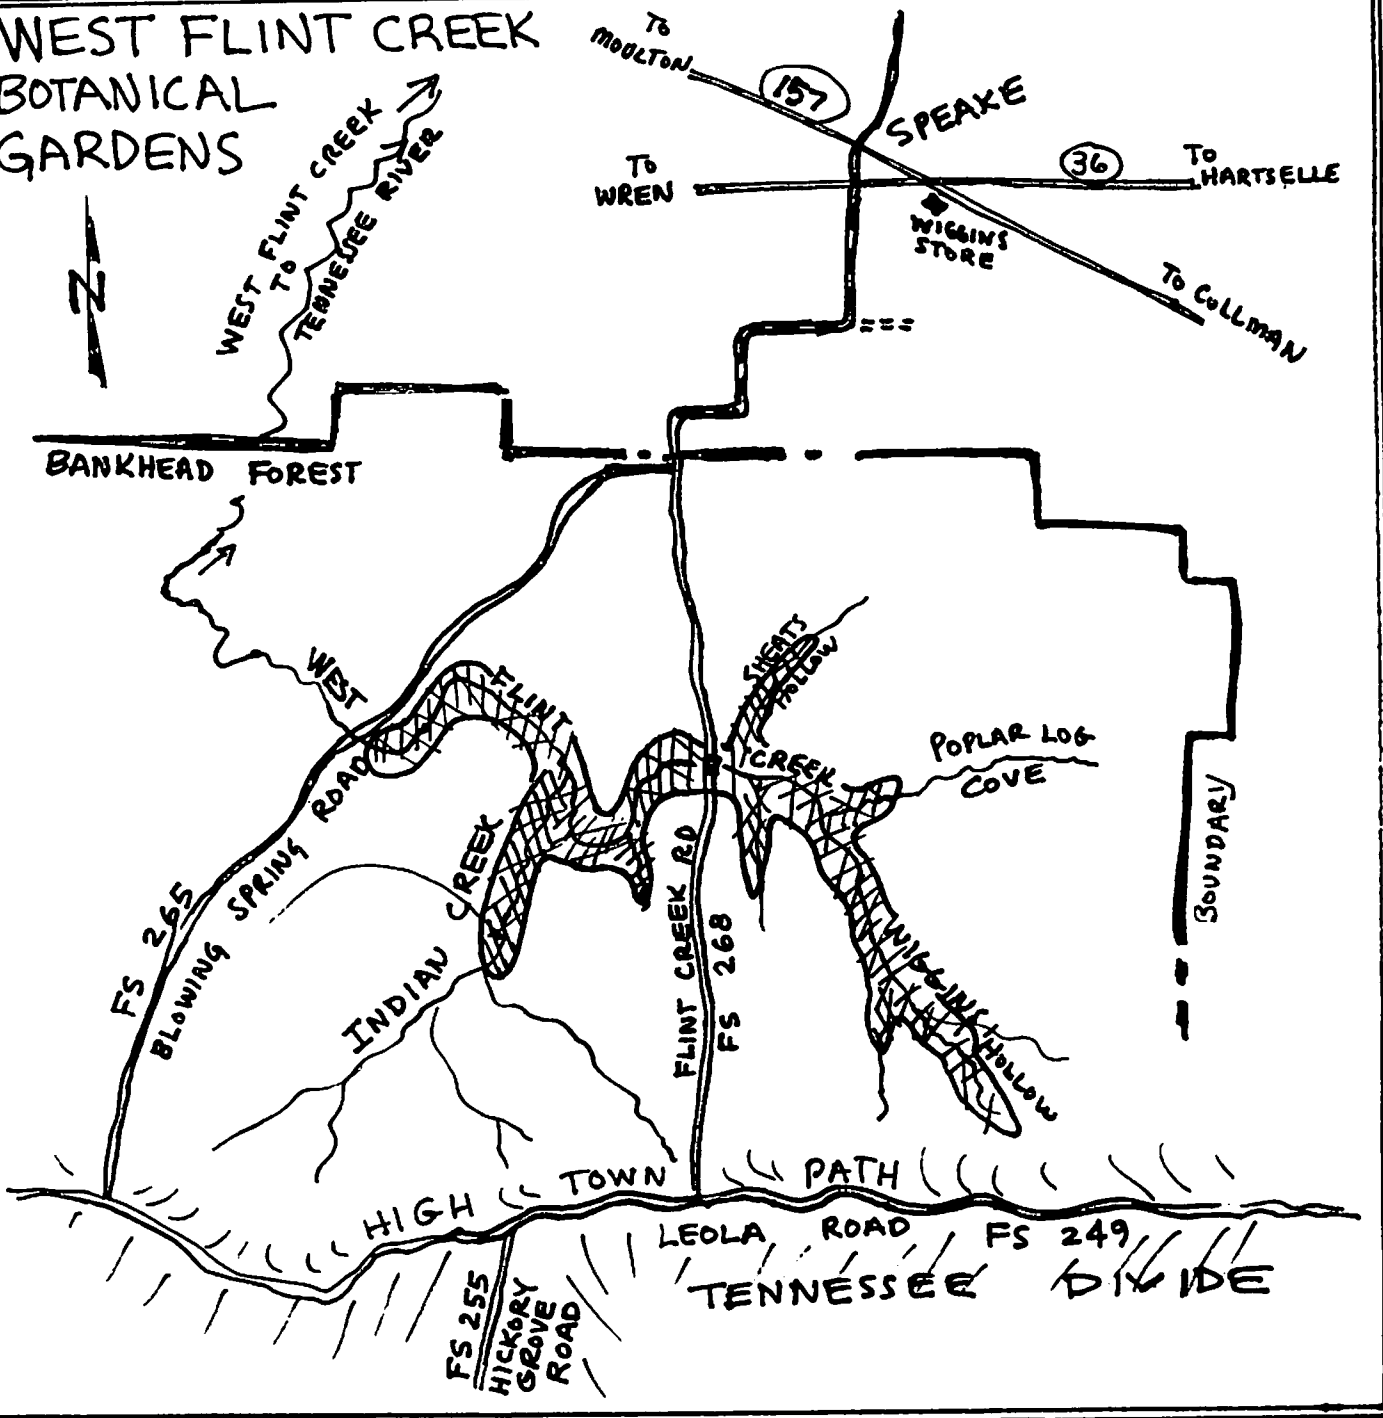 WEST FLINT CREEK
BOTANICAL
GARDENS
TO
MOULTON
157
SPEAKE
TO
WREN
36
TO
HARTSELLE
WIGGINS
STORE
TO CULLMAN
WEST FLINT CREEK
TO
TENNESSEE RIVER
N
BANKHEAD FOREST
SHEATS
HOLLOW
WEST
FLINT
CREEK
POPLAR LOG
COVE
BOUNDARY
FS 265
BLOWING SPRING ROAD
INDIAN CREEK
FLINT CREEK RD
FS 268
WIGGINS HOLLOW
HIGH TOWN PATH
LEOLA ROAD FS 249
TENNESSEE DIVIDE
FS 255
HICKORY
GROVE
ROAD